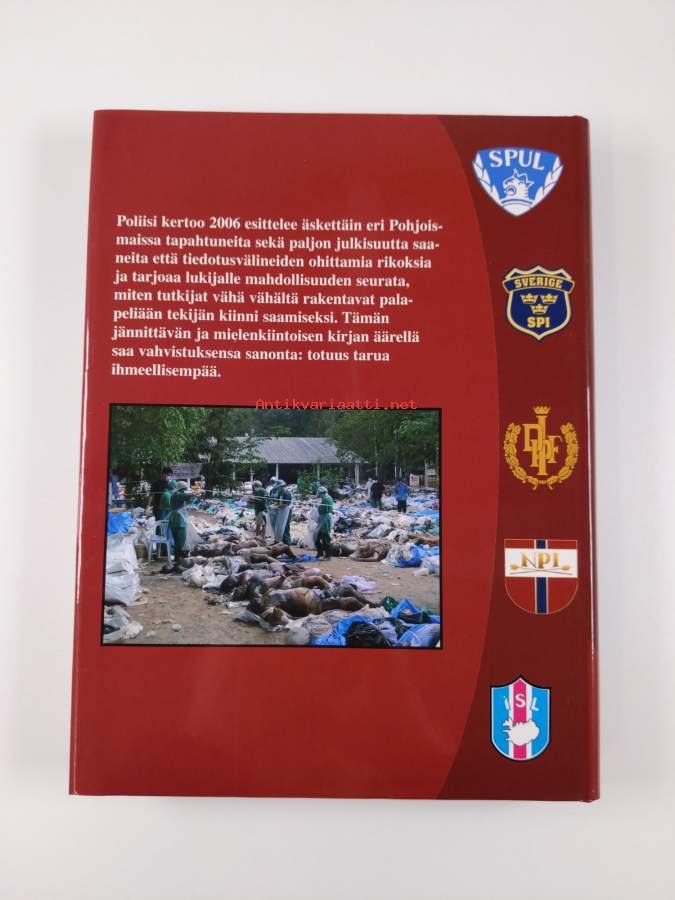 SPUL
Poliisi kertoo 2006 esittelee äskettäin eri Pohjois-
maissa tapahtuneita sekä paljon julkisuutta saa-
neita että tiedotusvälineiden ohittamia rikoksia
ja tarjoaa lukijalle mahdollisuuden seurata,
miten tutkijat vähä vähältä rakentavat pala-
peliään tekijän kiinni saamiseksi. Tämän
jännittävän ja mielenkiintoisen kirjan äärellä
saa vahvistuksensa sanonta: totuus tarua
ihmeellisempää.
SVERIGE
SPI
Antikvariaatti.net
DPIF
NPI
ISL